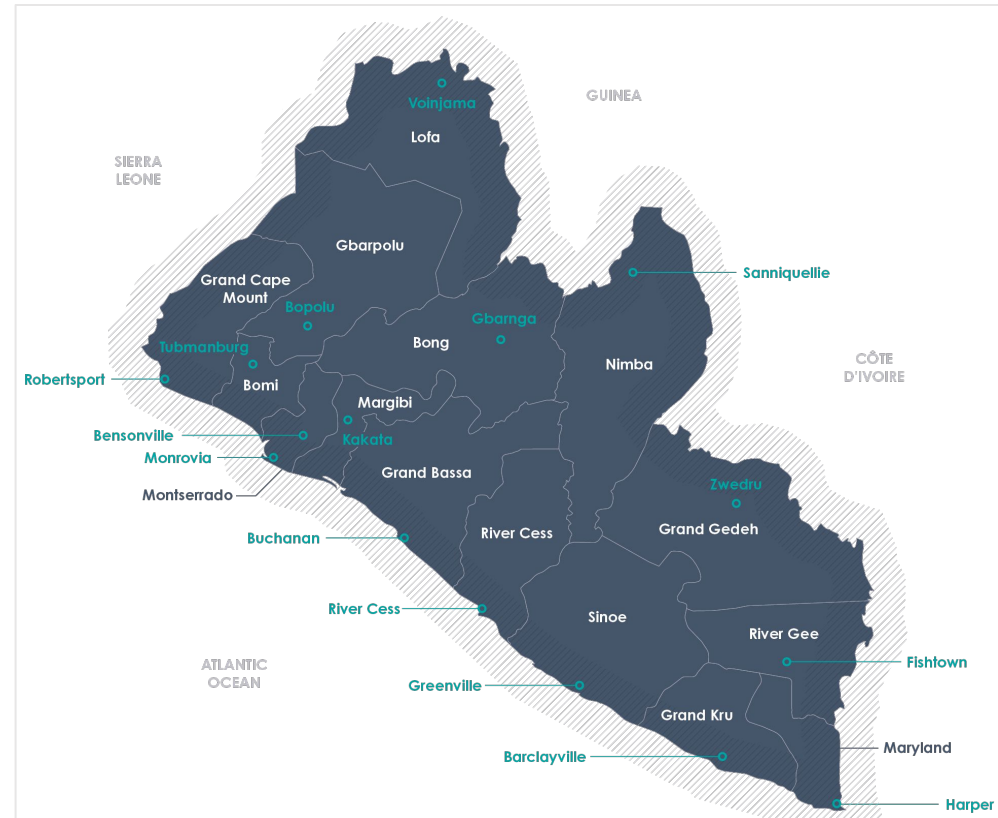 GUINEA
Voinjama
Lofa
SIERRA
LEONE
Gbarpolu
Sanniquellie
Grand Cape
Mount
Bopolu
Gbarnga
Bong
Tubmanburg
Nimba
CÔTE
D'IVOIRE
Robertsport
Bomi
Margibi
Bensonville
Kakata
Monrovia
Grand Bassa
Zwedru
Montserrado
Grand Gedeh
River Cess
Buchanan
River Cess
Sinoe
River Gee
Fishtown
ATLANTIC
OCEAN
Greenville
Grand Kru
Maryland
Barclayville
Harper